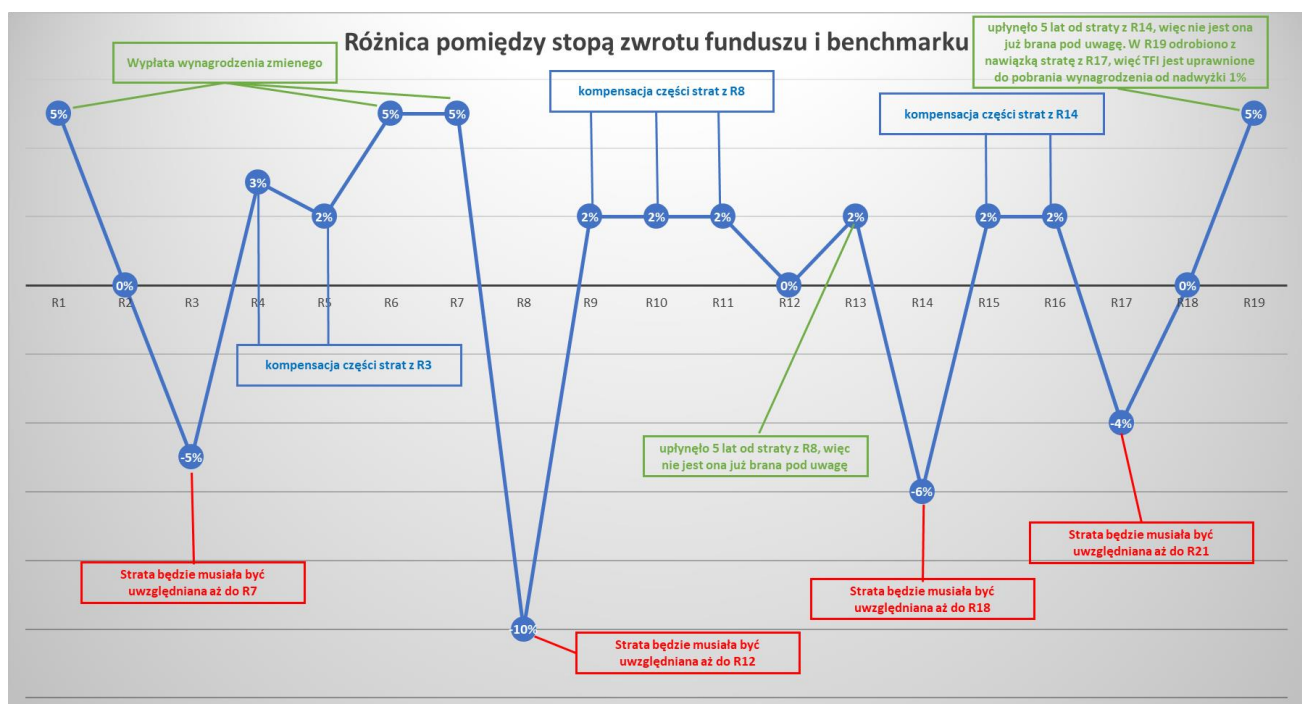 Różnica pomiędzy stopą zwrotu funduszu i benchmarku
upłynęło 5 lat od straty z R14, więc nie jest ona
już brana pod uwagę. W R19 odrobiono z
nawiązką stratę z R17, więć TFI jest uprawnione
do pobrania wynagrodzenia od nadwyżki 1%
Wypłata wynagrodzenia zmiennego
kompensacja części strat z R8
kompensacja części strat z R14
5%
0%
-5%
3%
2%
5%
5%
-10%
2%
2%
2%
0%
2%
-6%
2%
2%
-4%
0%
5%
R1
R2
R3
R4
R5
R6
R7
R8
R9
R10
R11
R12
R13
R14
R15
R16
R17
R18
R19
kompensacja części strat z R3
upłynęło 5 lat od straty z R8, więc
nie jest ona już brana pod uwagę
Strata będzie musiała być
uwzględniana aż do R7
Strata będzie musiała być
uwzględniana aż do R12
Strata będzie musiała być
uwzględniana aż do R18
Strata będzie musiała być
uwzględniana aż do R21